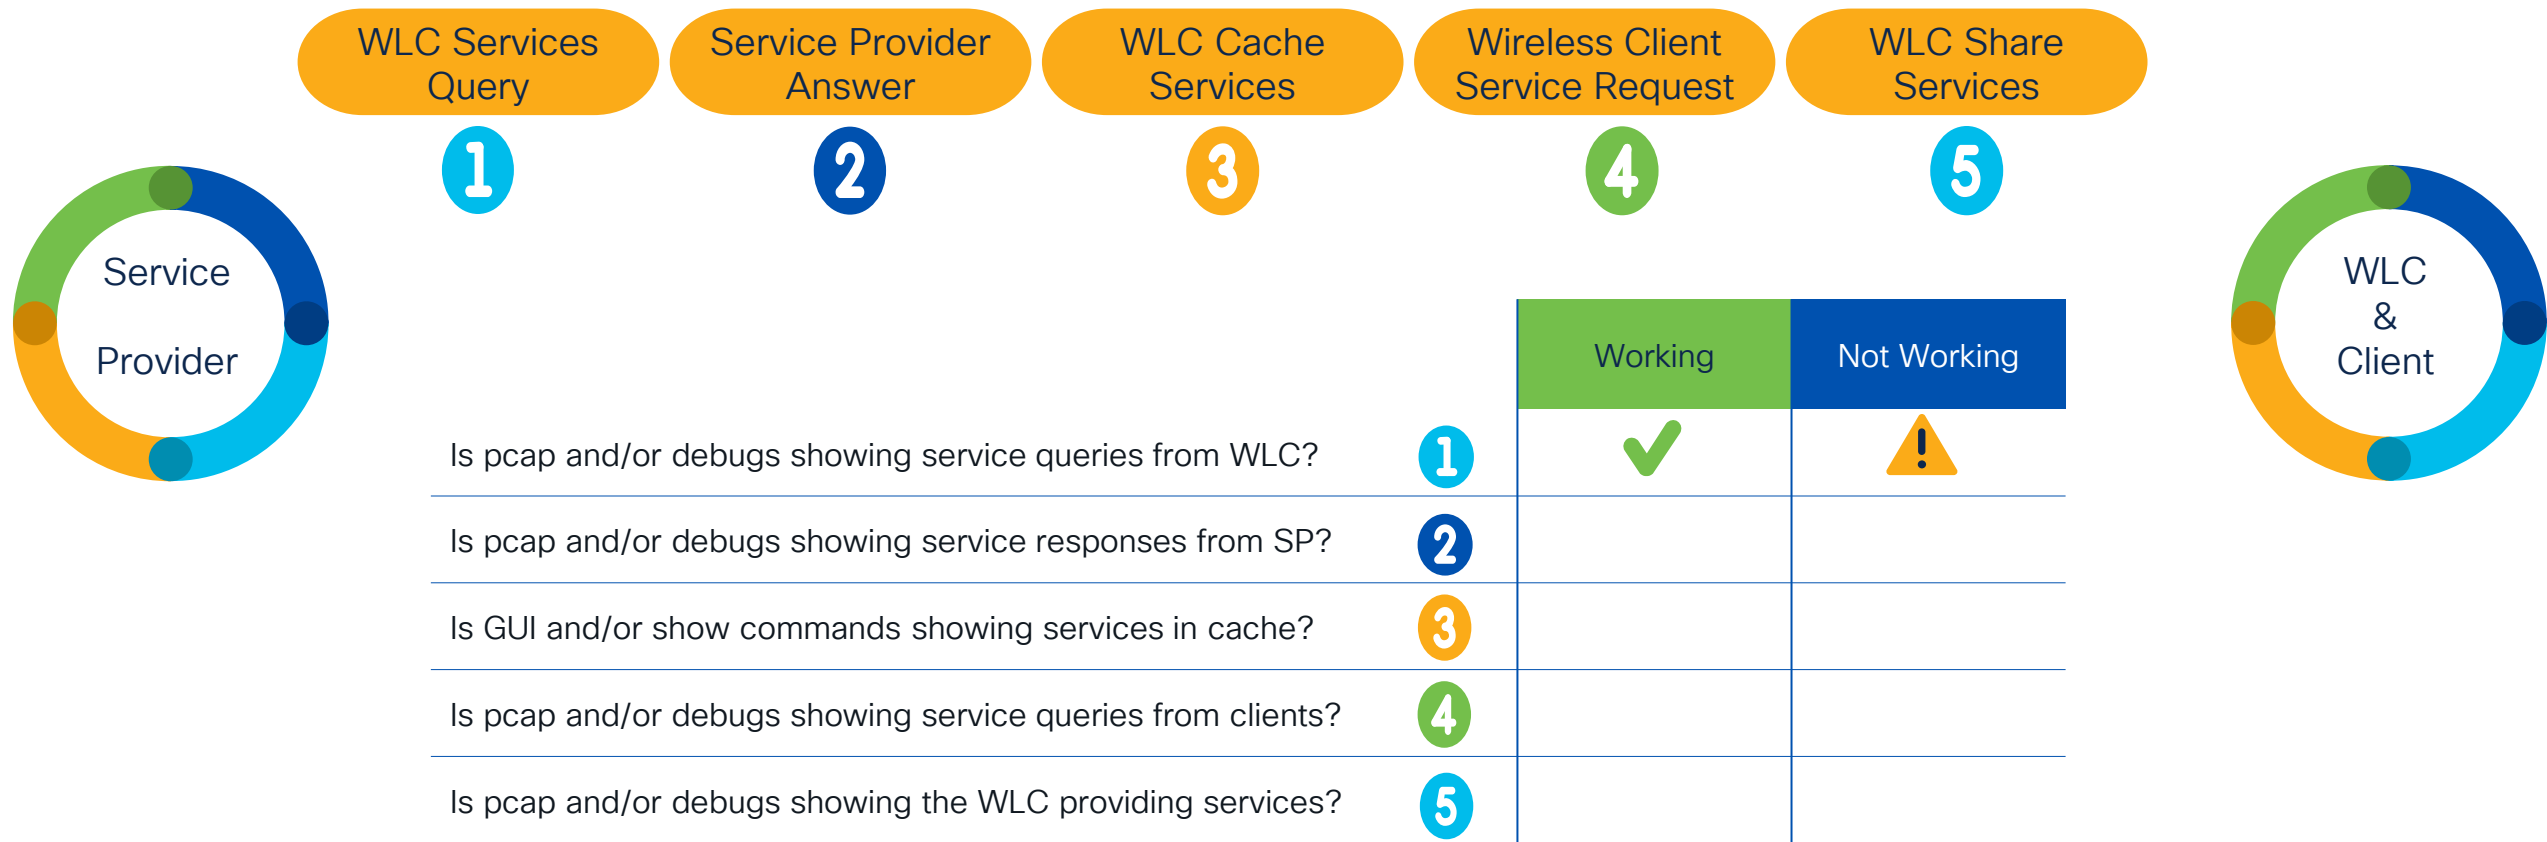 WLC Services
Query
Service Provider
Answer
WLC Cache
Services
Wireless Client
Service Request
WLC Share
Services
1
2
3
4
5
Service
Provider
WLC
&
Client
Working
Not Working
Is pcap and/or debugs showing service queries from WLC?
1
Is pcap and/or debugs showing service responses from SP?
2
Is GUI and/or show commands showing services in cache?
3
Is pcap and/or debugs showing service queries from clients?
4
Is pcap and/or debugs showing the WLC providing services?
5